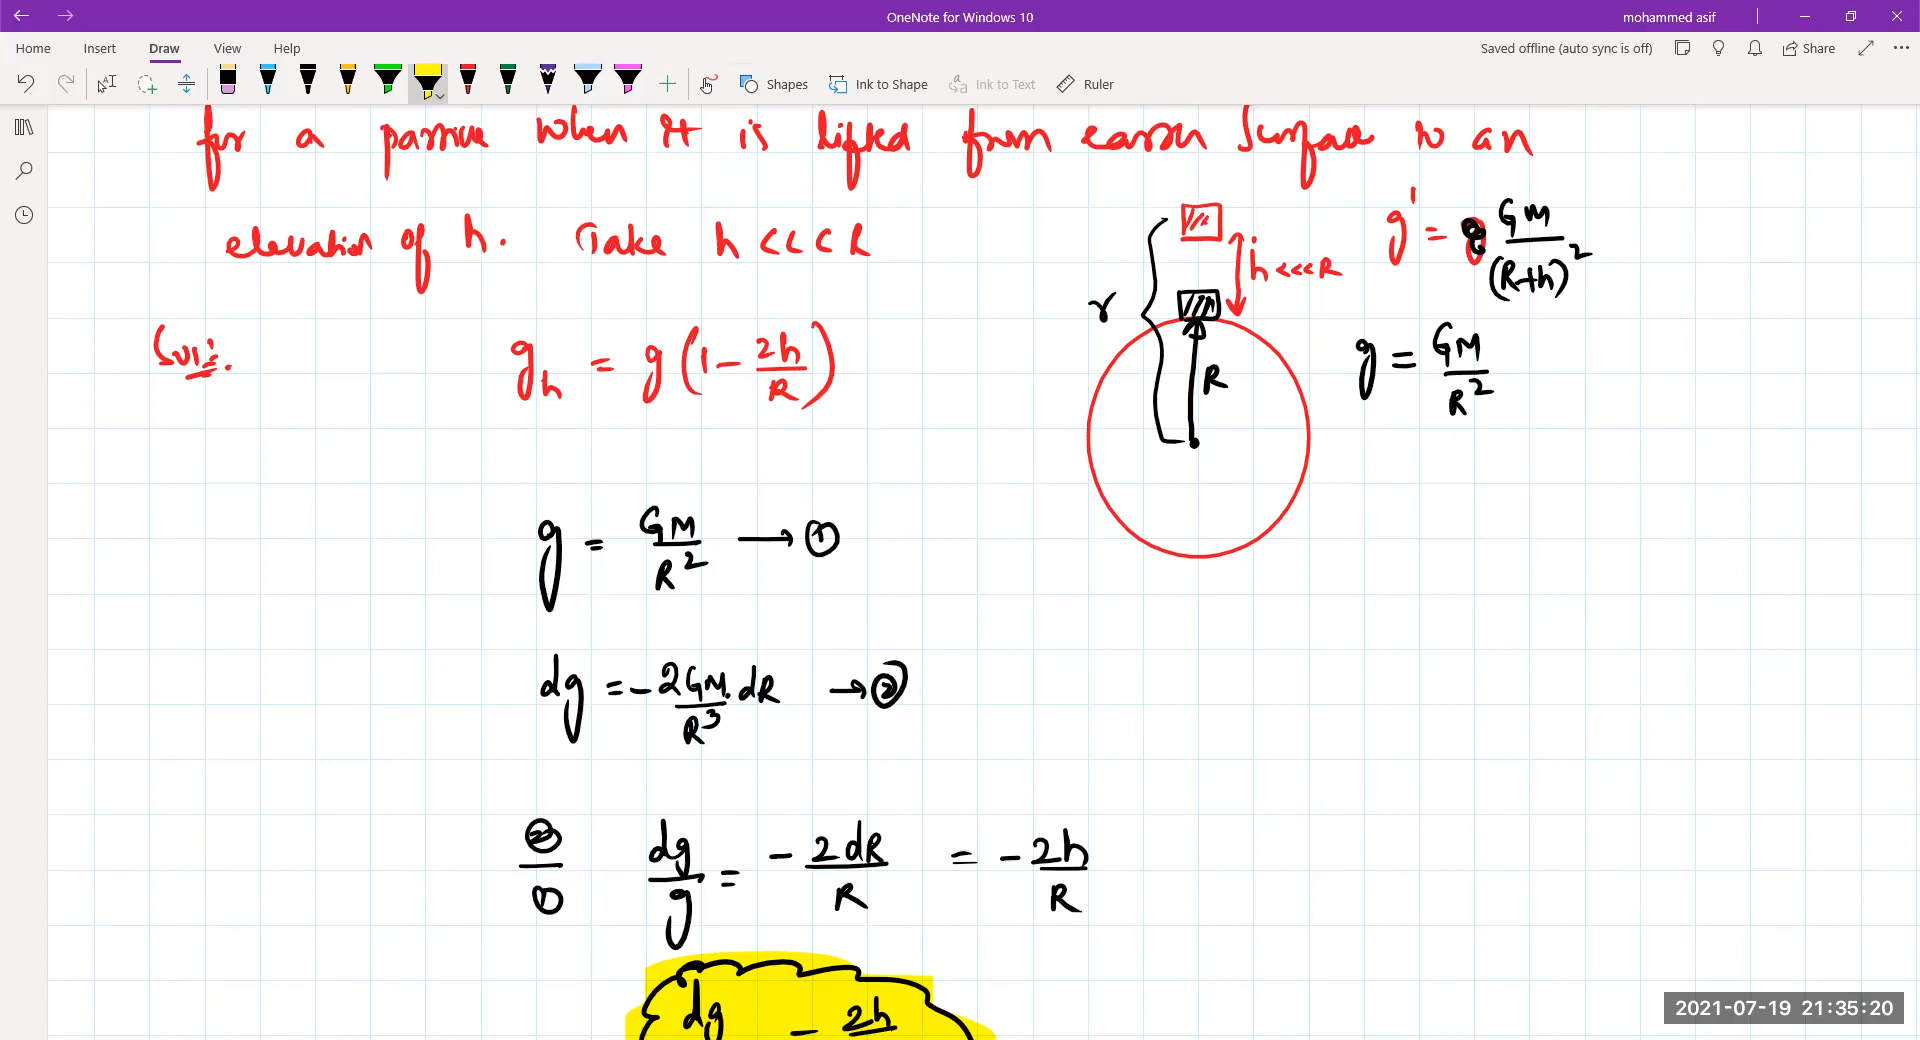 OneNote for Windows 10
mohammed asif
Home Insert Draw View Help
Saved offline (auto sync is off) Share
Shapes Ink to Shape Ink to Text Ruler
for a particle when it is lifted from earth surface to an
elevation of h. (Take h <<< R
Sol:
g_h = g(1 - 2h/R)
r
h <<< R
R
g' = GM/(R+h)²
g = GM/R²
g = GM/R² → ①
dg = -2GM/R³ . dR → ②
②/① dg/g = - 2dR/R = - 2h/R
dg - 2h
2021-07-19 21:35:20